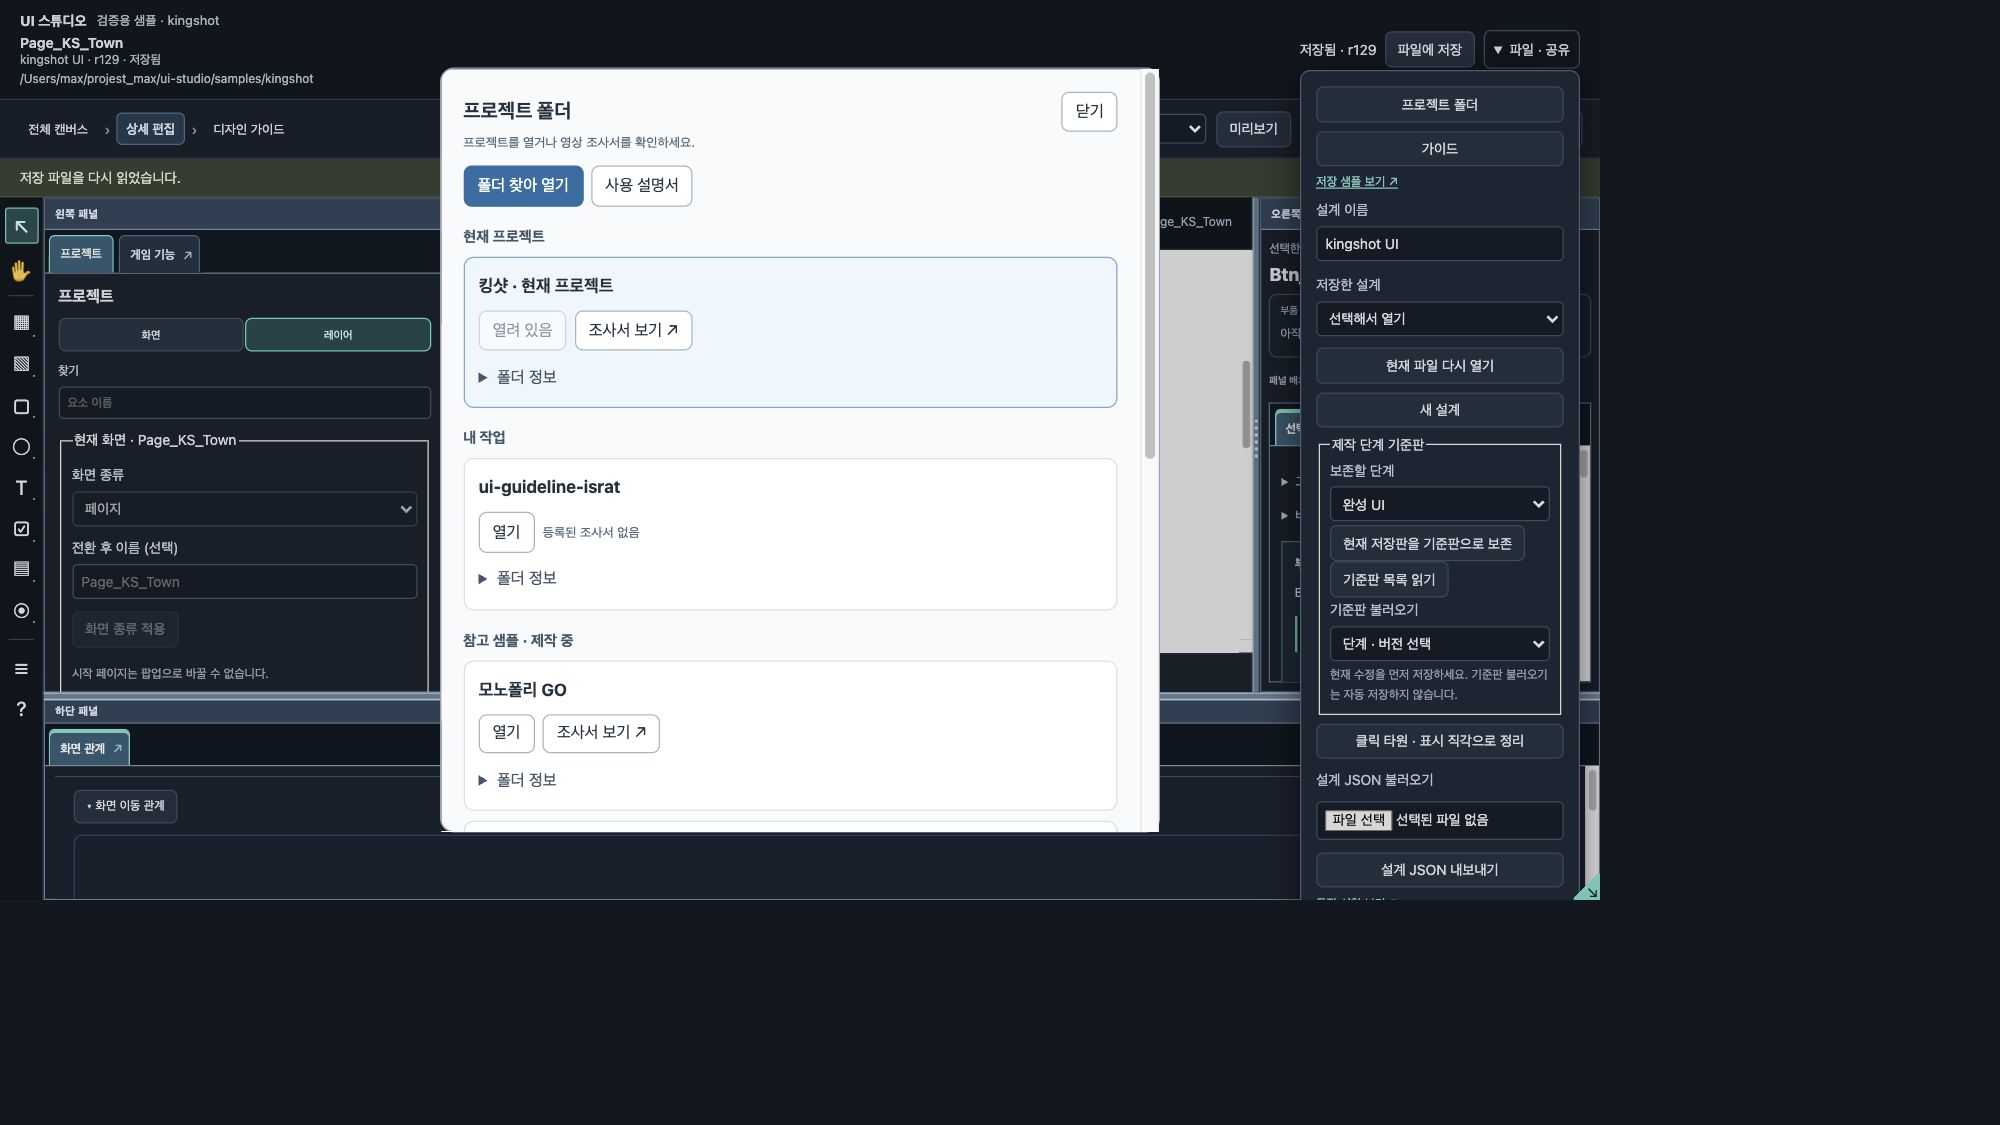 UI 스튜디오 검증용 샘플 · kingshot
Page_KS_Town
kingshot UI · r129 · 저장됨
/Users/max/projest_max/ui-studio/samples/kingshot
저장됨 · r129
파일에 저장
▼ 파일 · 공유
전체 캔버스 › 상세 편집 › 디자인 가이드
미리보기
저장 파일을 다시 읽었습니다.
왼쪽 패널
프로젝트
게임 기능 ↗
프로젝트
화면
레이어
찾기
요소 이름
현재 화면 · Page_KS_Town
화면 종류
페이지
전환 후 이름 (선택)
Page_KS_Town
화면 종류 적용
시작 페이지는 팝업으로 바꿀 수 없습니다.
T
?
하단 패널
화면 관계 ↗
▾ 화면 이동 관계
프로젝트 폴더
닫기
프로젝트를 열거나 영상 조사서를 확인하세요.
폴더 찾아 열기
사용 설명서
현재 프로젝트
킹샷 · 현재 프로젝트
열려 있음
조사서 보기 ↗
▶ 폴더 정보
내 작업
ui-guideline-israt
열기
등록된 조사서 없음
▶ 폴더 정보
참고 샘플 · 제작 중
모노폴리 GO
열기
조사서 보기 ↗
▶ 폴더 정보
ge_KS_Town
오른쪽
선택한
Btn
부품
아직
선택
프로젝트 폴더
가이드
저장 샘플 보기 ↗
설계 이름
kingshot UI
저장한 설계
선택해서 열기
현재 파일 다시 열기
새 설계
제작 단계 기준판
보존할 단계
완성 UI
현재 저장판을 기준판으로 보존
기준판 목록 읽기
기준판 불러오기
단계 · 버전 선택
현재 수정을 먼저 저장하세요. 기준판 불러오기
는 자동 저장하지 않습니다.
클릭 타원 · 표시 직각으로 정리
설계 JSON 불러오기
파일 선택 선택된 파일 없음
설계 JSON 내보내기